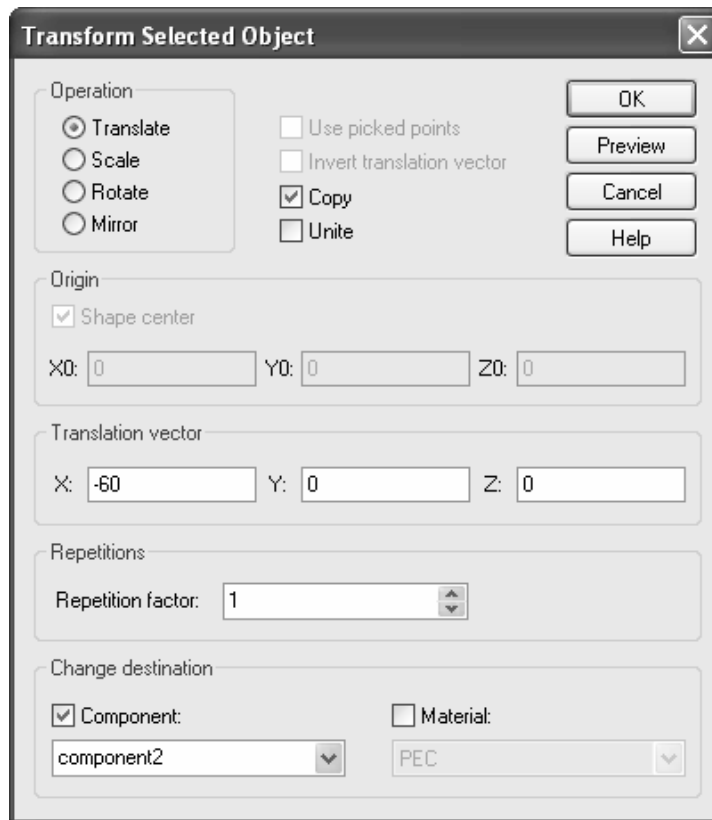 Transform Selected Object
Operation
Translate
Scale
Rotate
Mirror
Use picked points
Invert translation vector
Copy
Unite
OK
Preview
Cancel
Help
Origin
Shape center
X0: 0 Y0: 0 Z0: 0
Translation vector
X: -60 Y: 0 Z: 0
Repetitions
Repetition factor: 1
Change destination
Component: Material:
component2 PEC